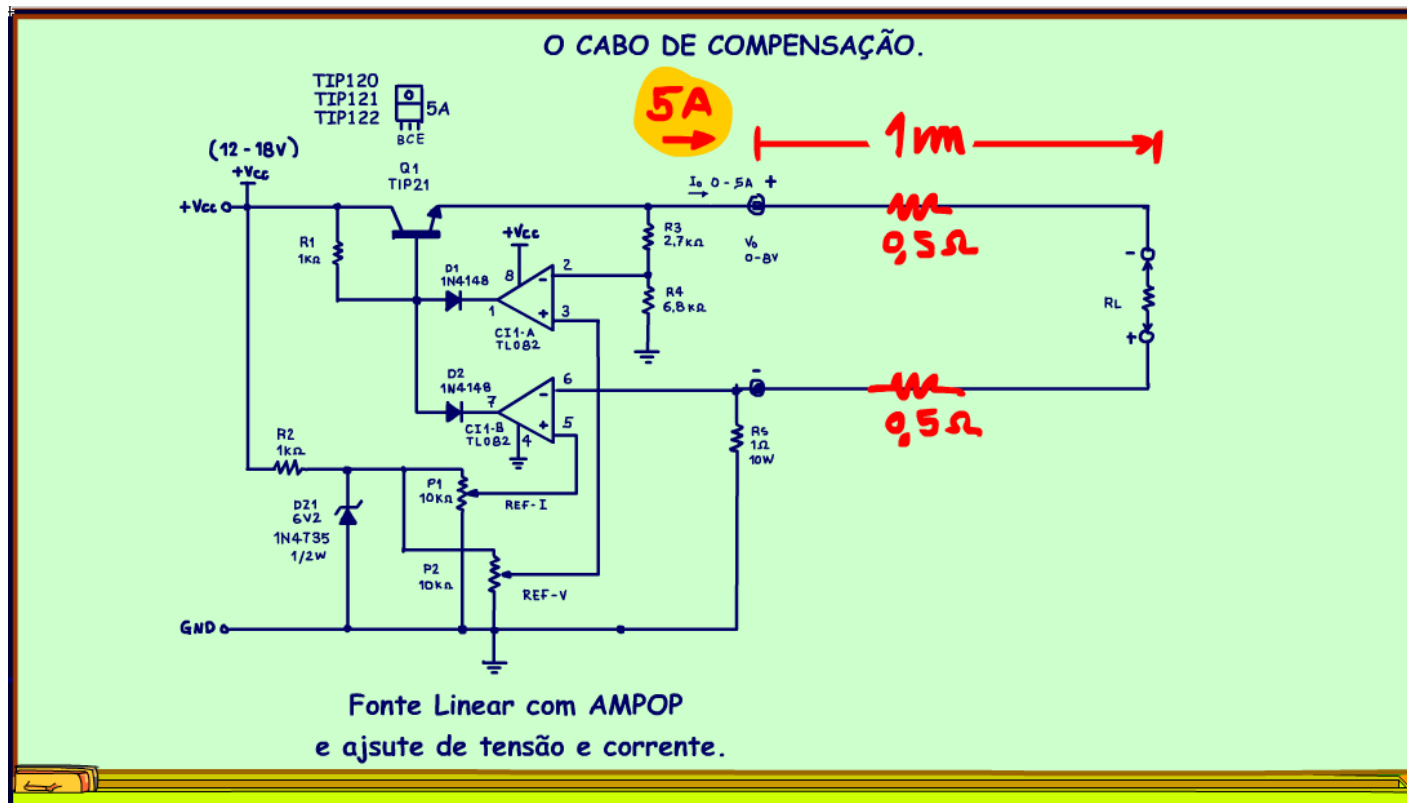 O CABO DE COMPENSAÇÃO.
TIP120
TIP121
TIP122
5A
BCE
5A
1m
(12-18V)
+Vcc
+Vcc
Q1
TIP21
I₀ 0-5A +
R1
1KΩ
+Vcc
R3
2,7kΩ
V₀
0-8V
0,5Ω
D1
1N4148
8
2
-
1
+
3
R4
6,8kΩ
-
RL
+
CI1-A
TL082
D2
1N4148
7
6
-
-
+
5
CI1-B
TL082
4
Rs
1Ω
10W
0,5Ω
R2
1KΩ
P1
10KΩ
REF-I
DZ1
6V2
1N4735
1/2W
P2
10KΩ
REF-V
GND
Fonte Linear com AMPOP
e ajsute de tensão e corrente.